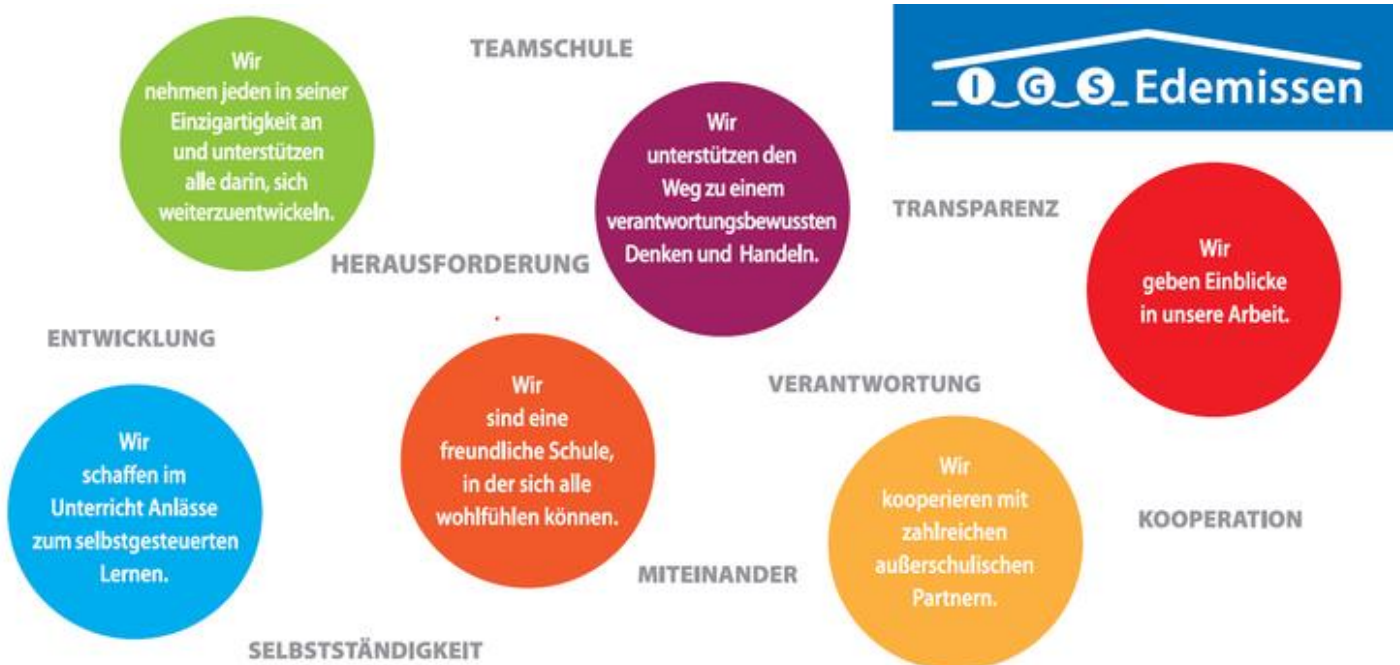 Wir
nehmen jeden in seiner
Einzigartigkeit an
und unterstützen
alle darin, sich
weiterzuentwickeln.
TEAMSCHULE
Wir
unterstützen den
Weg zu einem
verantwortungsbewussten
Denken und Handeln.
_I_G_S_Edemissen
TRANSPARENZ
Wir
geben Einblicke
in unsere Arbeit.
HERAUSFORDERUNG
ENTWICKLUNG
Wir
schaffen im
Unterricht Anlässe
zum selbstgesteuerten
Lernen.
Wir
sind eine
freundliche Schule,
in der sich alle
wohlfühlen können.
VERANTWORTUNG
Wir
kooperieren mit
zahlreichen
außerschulischen
Partnern.
KOOPERATION
MITEINANDER
SELBSTSTÄNDIGKEIT